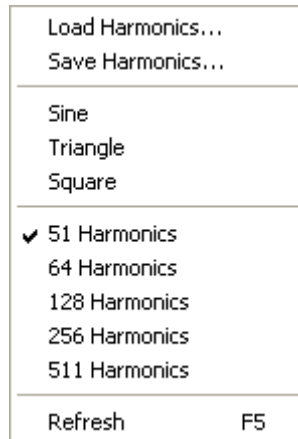 Load Harmonics...
Save Harmonics...
Sine
Triangle
Square
51 Harmonics
64 Harmonics
128 Harmonics
256 Harmonics
511 Harmonics
Refresh F5